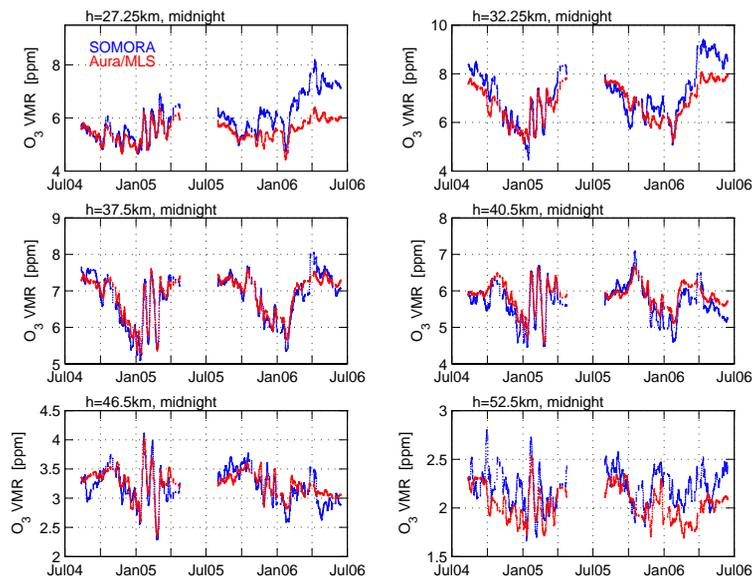 h=27.25km, midnight
SOMORA
Aura/MLS
O3 VMR [ppm]
8
6
4
Jul04 Jan05 Jul05 Jan06 Jul06
h=32.25km, midnight
O3 VMR [ppm]
10
8
6
4
Jul04 Jan05 Jul05 Jan06 Jul06
h=37.5km, midnight
O3 VMR [ppm]
9
8
7
6
5
Jul04 Jan05 Jul05 Jan06 Jul06
h=40.5km, midnight
O3 VMR [ppm]
8
7
6
5
4
Jul04 Jan05 Jul05 Jan06 Jul06
h=46.5km, midnight
O3 VMR [ppm]
4.5
4
3.5
3
2.5
2
Jul04 Jan05 Jul05 Jan06 Jul06
h=52.5km, midnight
O3 VMR [ppm]
3
2.5
2
1.5
Jul04 Jan05 Jul05 Jan06 Jul06